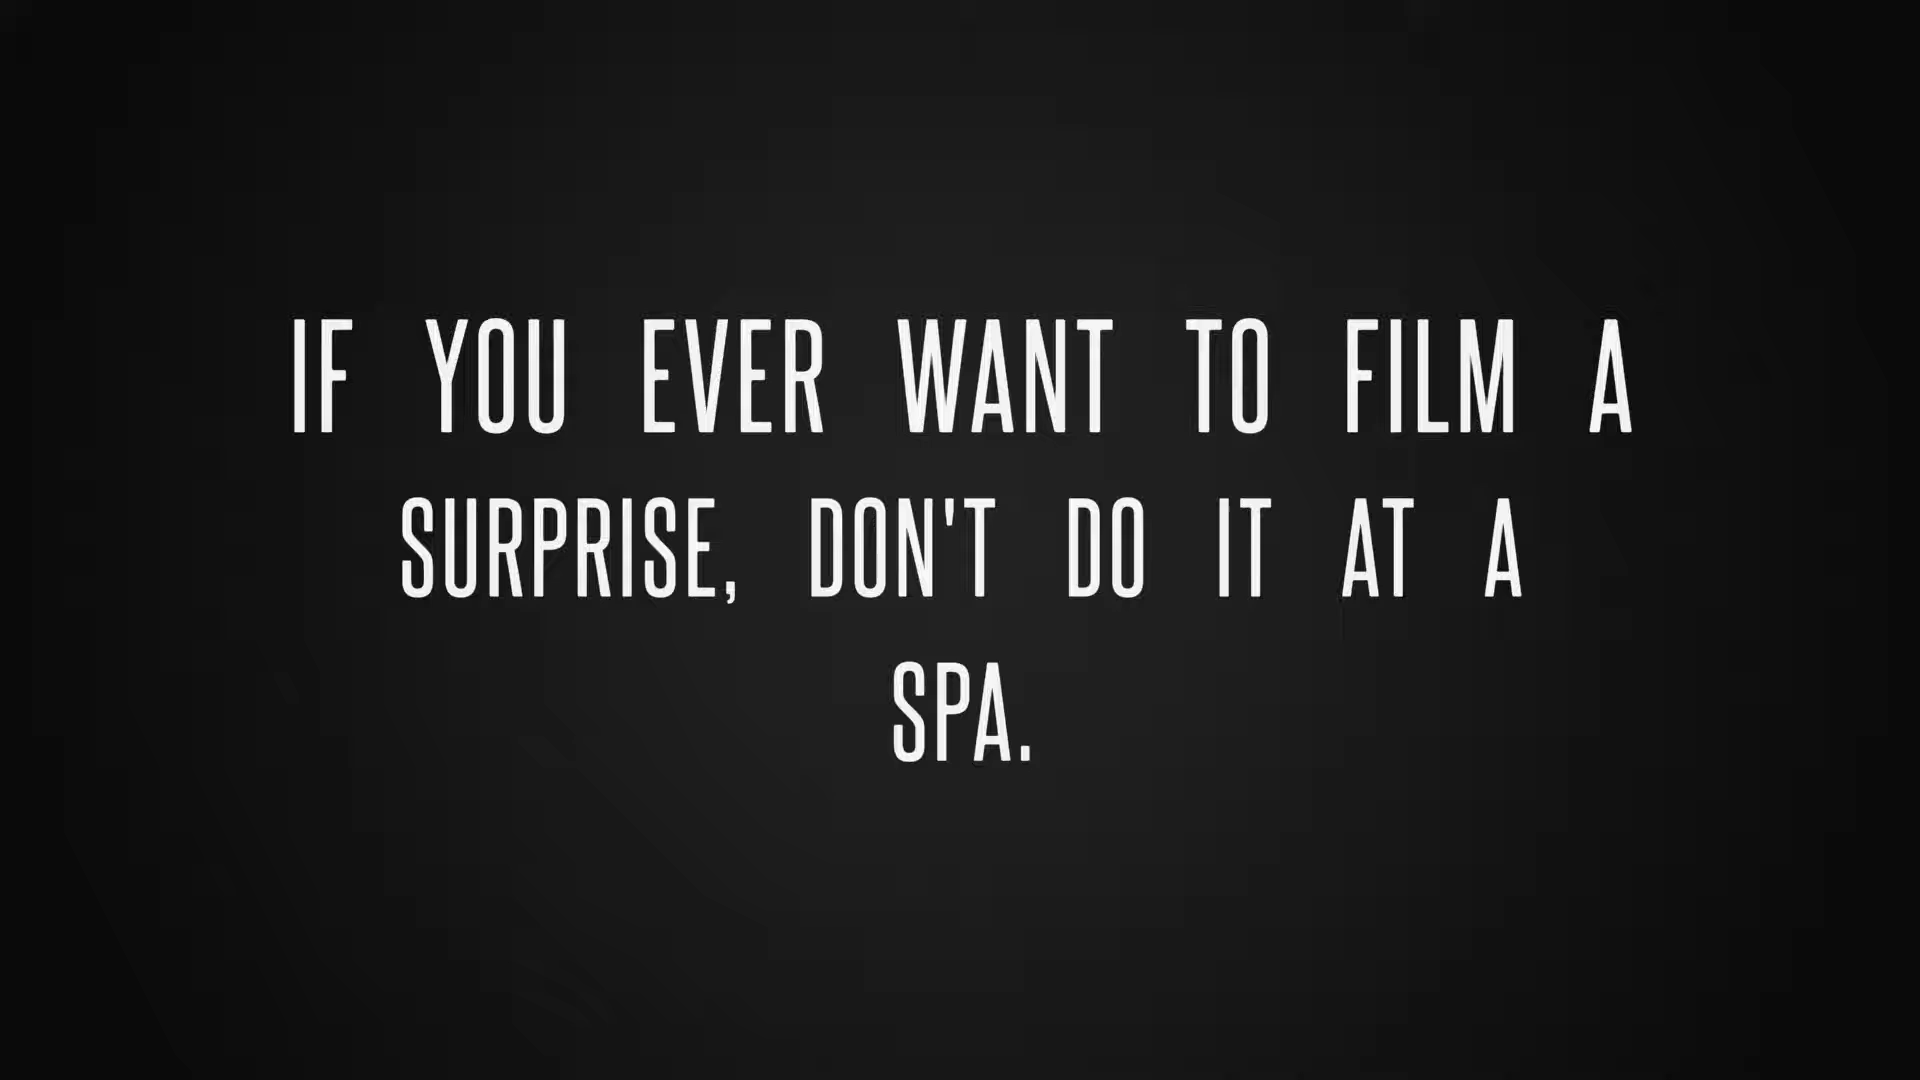 IF YOU EVER WANT TO FILM A
SURPRISE, DON'T DO IT AT A
SPA.